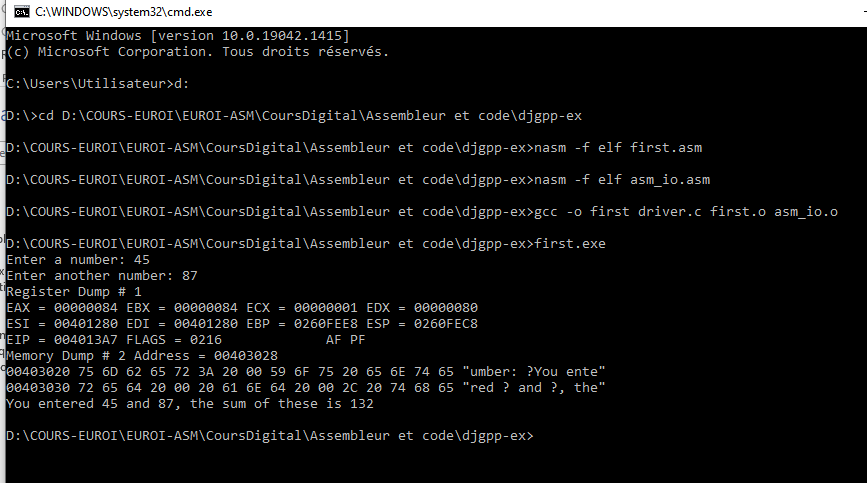 C:\WINDOWS\system32\cmd.exe
Microsoft Windows [version 10.0.19042.1415]
(c) Microsoft Corporation. Tous droits réservés.
C:\Users\Utilisateur>d:
D:\>cd D:\COURS-EUROI\EUROI-ASM\CoursDigital\Assembleur et code\djgpp-ex
D:\COURS-EUROI\EUROI-ASM\CoursDigital\Assembleur et code\djgpp-ex>nasm -f elf first.asm
D:\COURS-EUROI\EUROI-ASM\CoursDigital\Assembleur et code\djgpp-ex>nasm -f elf asm_io.asm
D:\COURS-EUROI\EUROI-ASM\CoursDigital\Assembleur et code\djgpp-ex>gcc -o first driver.c first.o asm_io.o
D:\COURS-EUROI\EUROI-ASM\CoursDigital\Assembleur et code\djgpp-ex>first.exe
Enter a number: 45
Enter another number: 87
Register Dump # 1
EAX = 00000084 EBX = 00000084 ECX = 00000001 EDX = 00000080
ESI = 00401280 EDI = 00401280 EBP = 0260FEE8 ESP = 0260FEC8
EIP = 004013A7 FLAGS = 0216 AF PF
Memory Dump # 2 Address = 00403028
00403020 75 6D 62 65 72 3A 20 00 59 6F 75 20 65 6E 74 65 "umber: ?You ente"
00403030 72 65 64 20 00 20 61 6E 64 20 00 2C 20 74 68 65 "red ? and ?, the"
You entered 45 and 87, the sum of these is 132
D:\COURS-EUROI\EUROI-ASM\CoursDigital\Assembleur et code\djgpp-ex>